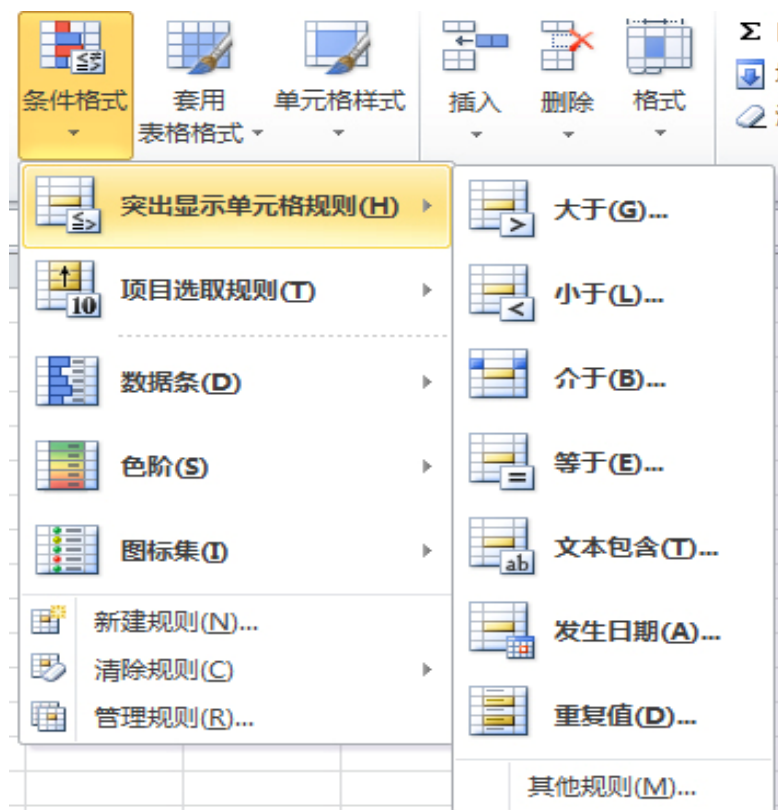 条件格式
套用
表格格式
单元格样式
插入
删除
格式
Σ
突出显示单元格规则(H)
项目选取规则(T)
10
数据条(D)
色阶(S)
图标集(I)
新建规则(N)...
清除规则(C)
管理规则(R)...
大于(G)...
小于(L)...
介于(B)...
等于(E)...
ab
文本包含(T)...
发生日期(A)...
重复值(D)...
其他规则(M)...